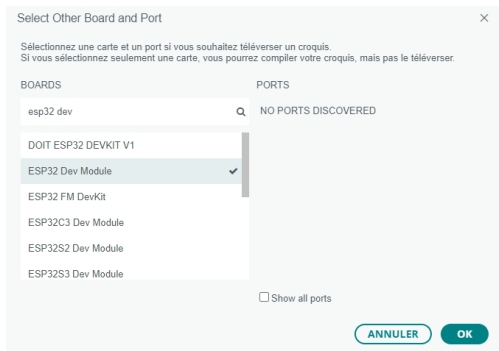 Select Other Board and Port
Sélectionnez une carte et un port si vous souhaitez téléverser un croquis.
Si vous sélectionnez seulement une carte, vous pourrez compiler votre croquis, mais pas le téléverser.
BOARDS
PORTS
esp32 dev
NO PORTS DISCOVERED
DOIT ESP32 DEVKIT V1
ESP32 Dev Module
ESP32 FM DevKit
ESP32C3 Dev Module
ESP32S2 Dev Module
ESP32S3 Dev Module
Show all ports
ANNULER
OK